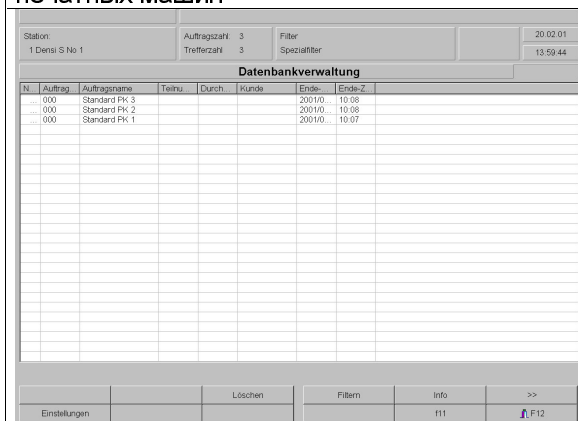 печатных машин
Station: Auftragszahl: 3 Filter 20.02.01
1 Densi S No 1 Trefferzahl 3 Spezialfilter 13:59:44
Datenbankverwaltung
N... Auftrag... Auftragsname Teilnu... Durch... Kunde Ende-... Ende-Z...
... 000 Standard PK 3 2001/0... 10:08
... 000 Standard PK 2 2001/0... 10:08
... 000 Standard PK 1 2001/0... 10:07
Löschen Filtern Info >>
Einstellungen f11 F12